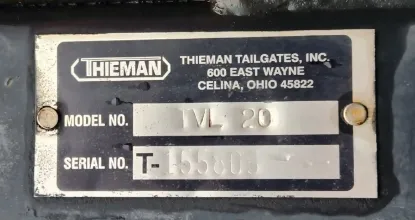 THIEMAN
THIEMAN TAILGATES, INC.
600 EAST WAYNE
CELINA, OHIO 45822
MODEL NO. TVL 20
SERIAL NO. T-